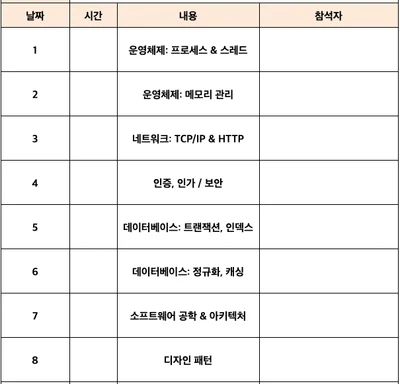 날짜 시간 내용 참석자
1 운영체제: 프로세스 & 스레드
2 운영체제: 메모리 관리
3 네트워크: TCP/IP & HTTP
4 인증, 인가 / 보안
5 데이터베이스: 트랜잭션, 인덱스
6 데이터베이스: 정규화, 캐싱
7 소프트웨어 공학 & 아키텍처
8 디자인 패턴